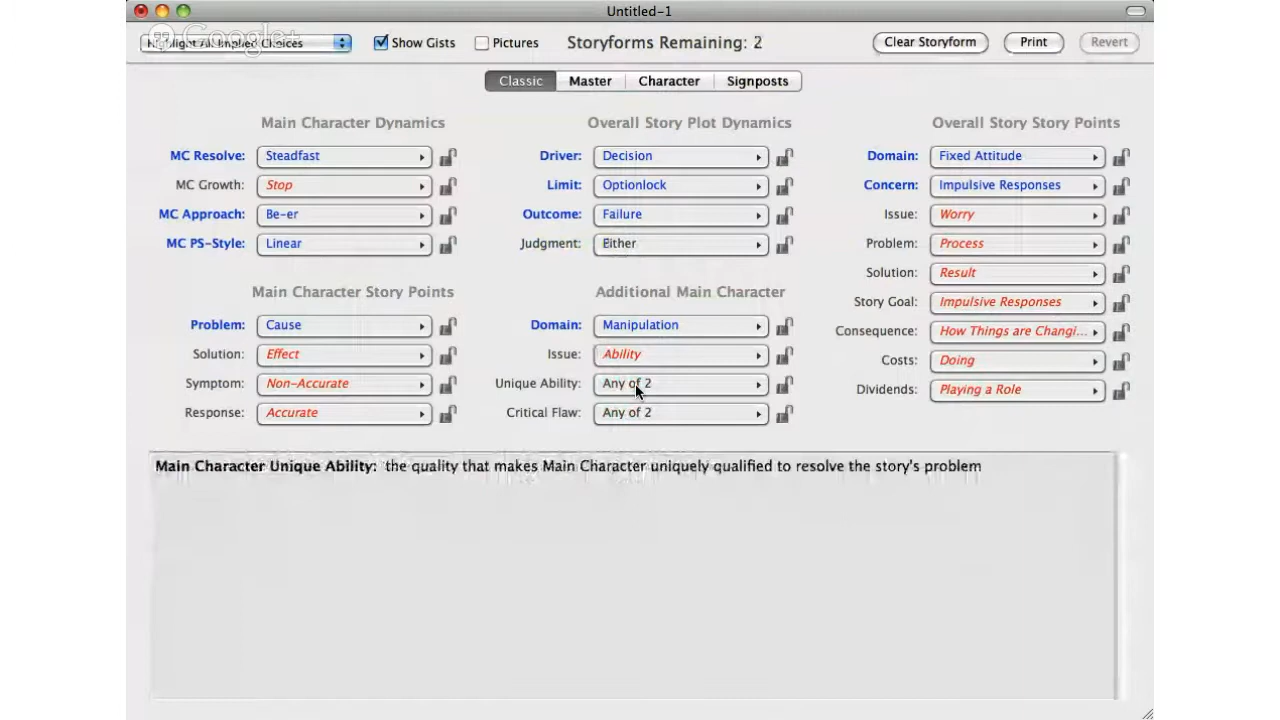 Untitled-1
Highlight All Implied Choices
Google+
Show Gists
Pictures
Storyforms Remaining: 2
Clear Storyform
Print
Revert
Classic
Master
Character
Signposts
Main Character Dynamics
MC Resolve: Steadfast
MC Growth: Stop
MC Approach: Be-er
MC PS-Style: Linear
Overall Story Plot Dynamics
Driver: Decision
Limit: Optionlock
Outcome: Failure
Judgment: Either
Overall Story Story Points
Domain: Fixed Attitude
Concern: Impulsive Responses
Issue: Worry
Problem: Process
Solution: Result
Story Goal: Impulsive Responses
Consequence: How Things are Changi...
Costs: Doing
Dividends: Playing a Role
Main Character Story Points
Problem: Cause
Solution: Effect
Symptom: Non-Accurate
Response: Accurate
Additional Main Character
Domain: Manipulation
Issue: Ability
Unique Ability: Any of 2
Critical Flaw: Any of 2
Main Character Unique Ability: the quality that makes Main Character uniquely qualified to resolve the story's problem